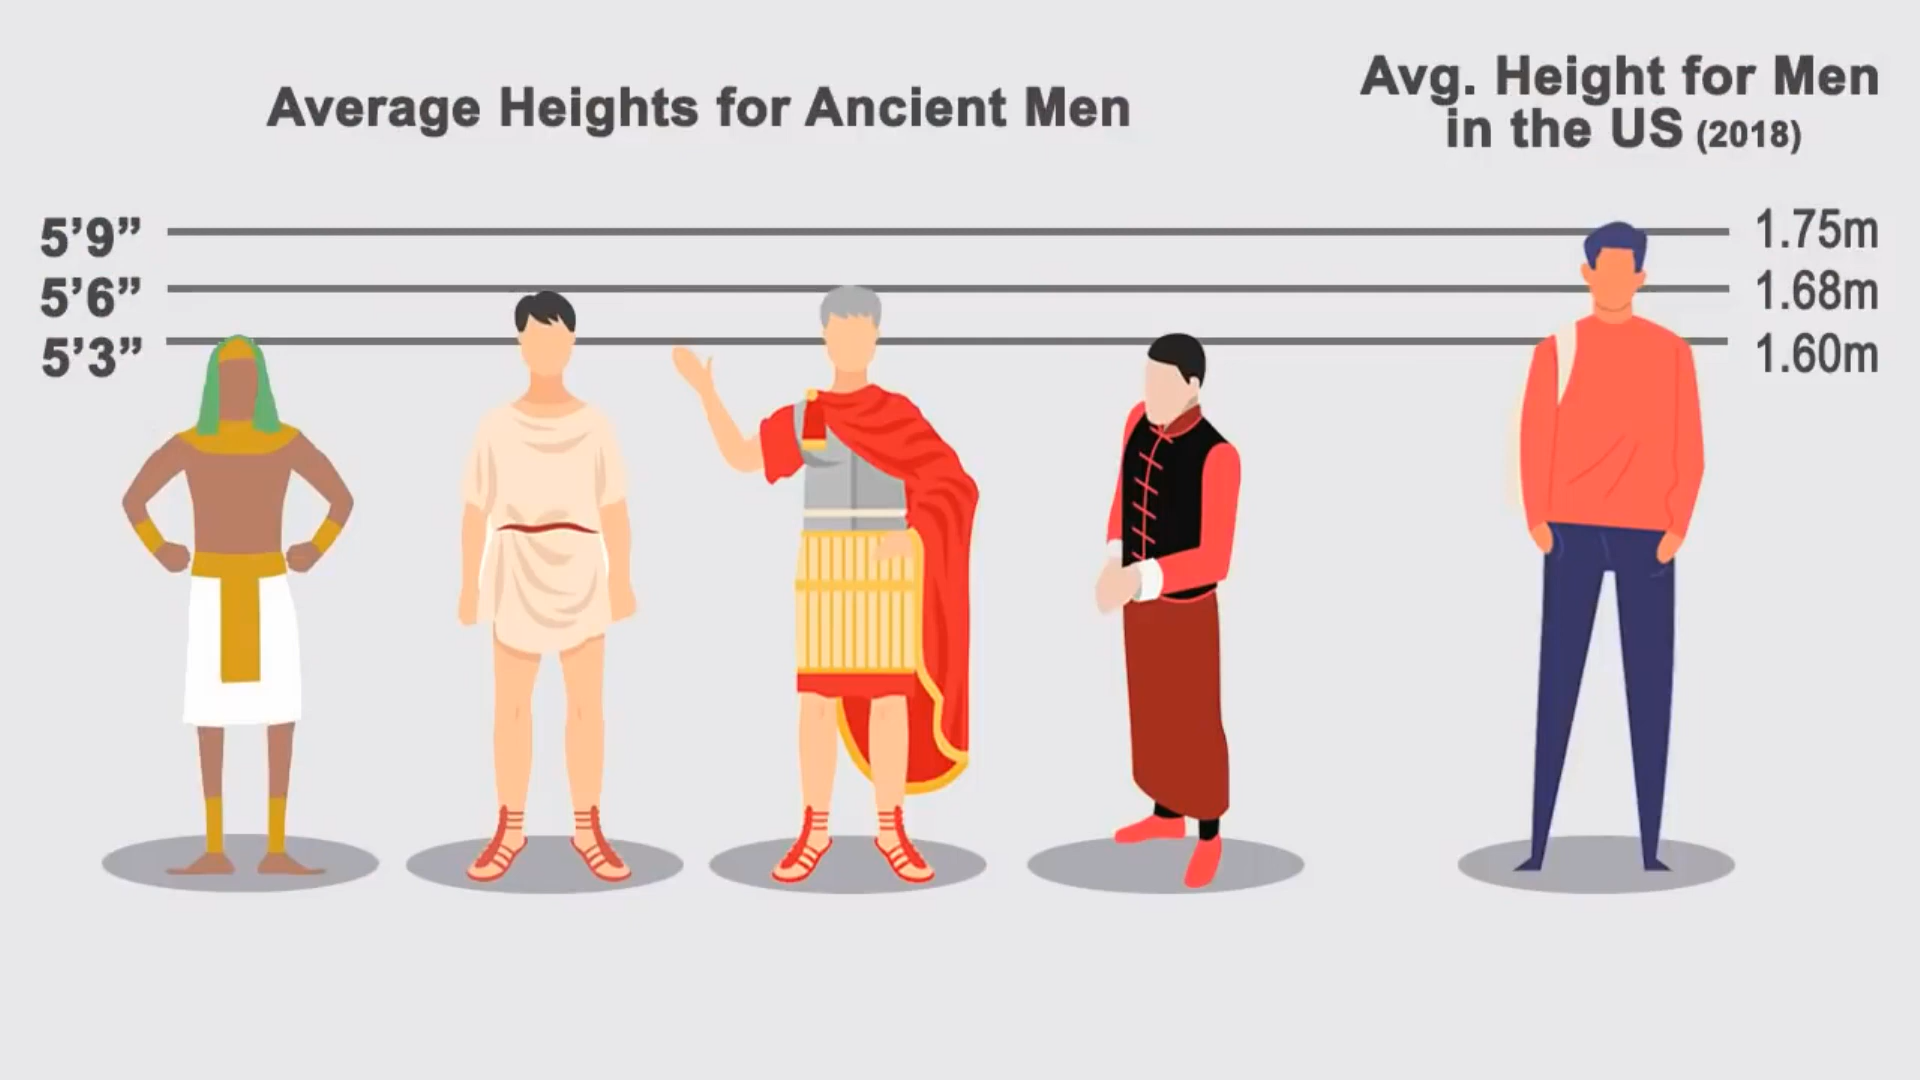 Average Heights for Ancient Men
Avg. Height for Men
in the US (2018)
5’9” 1.75m
5’6” 1.68m
5’3” 1.60m